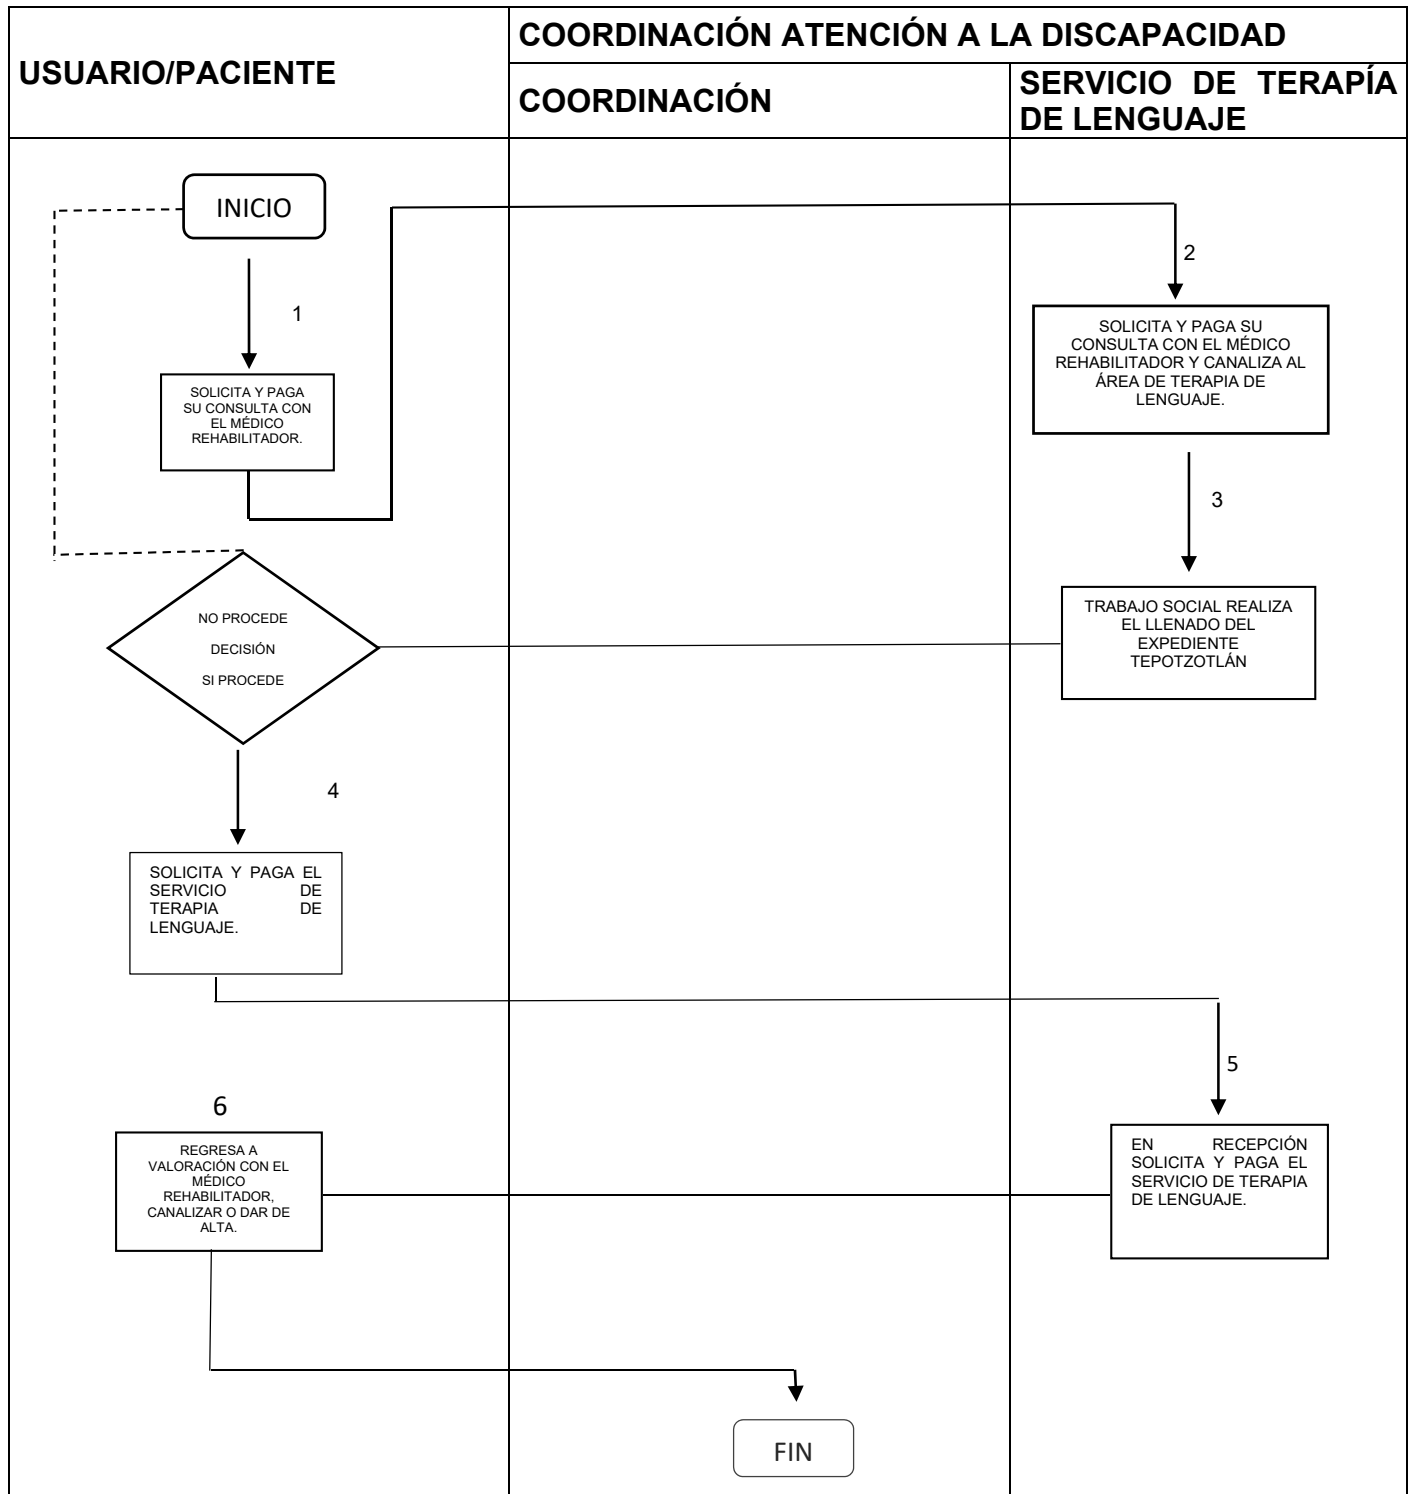 USUARIO/PACIENTE
COORDINACIÓN ATENCIÓN A LA DISCAPACIDAD
COORDINACIÓN
SERVICIO DE TERAPÍA
DE LENGUAJE
INICIO
1
SOLICITA Y PAGA
SU CONSULTA CON
EL MÉDICO
REHABILITADOR.
2
SOLICITA Y PAGA SU
CONSULTA CON EL MÉDICO
REHABILITADOR Y CANALIZA AL
ÁREA DE TERAPIA DE
LENGUAJE.
3
TRABAJO SOCIAL REALIZA
EL LLENADO DEL
EXPEDIENTE
TEPOTZOTLÁN
NO PROCEDE
DECISIÓN
SI PROCEDE
4
SOLICITA Y PAGA EL
SERVICIO DE
TERAPIA DE
LENGUAJE.
5
EN RECEPCIÓN
SOLICITA Y PAGA EL
SERVICIO DE TERAPIA
DE LENGUAJE.
6
REGRESA A
VALORACIÓN CON EL
MÉDICO
REHABILITADOR,
CANALIZAR O DAR DE
ALTA.
FIN